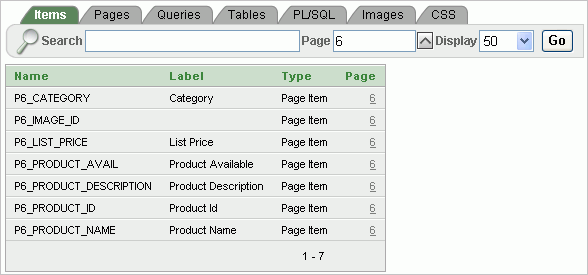 Items Pages Queries Tables PL/SQL Images CSS
Search Page 6 Display 50 Go
Name Label Type Page
P6_CATEGORY Category Page Item 6
P6_IMAGE_ID Page Item 6
P6_LIST_PRICE List Price Page Item 6
P6_PRODUCT_AVAIL Product Available Page Item 6
P6_PRODUCT_DESCRIPTION Product Description Page Item 6
P6_PRODUCT_ID Product Id Page Item 6
P6_PRODUCT_NAME Product Name Page Item 6
1 - 7